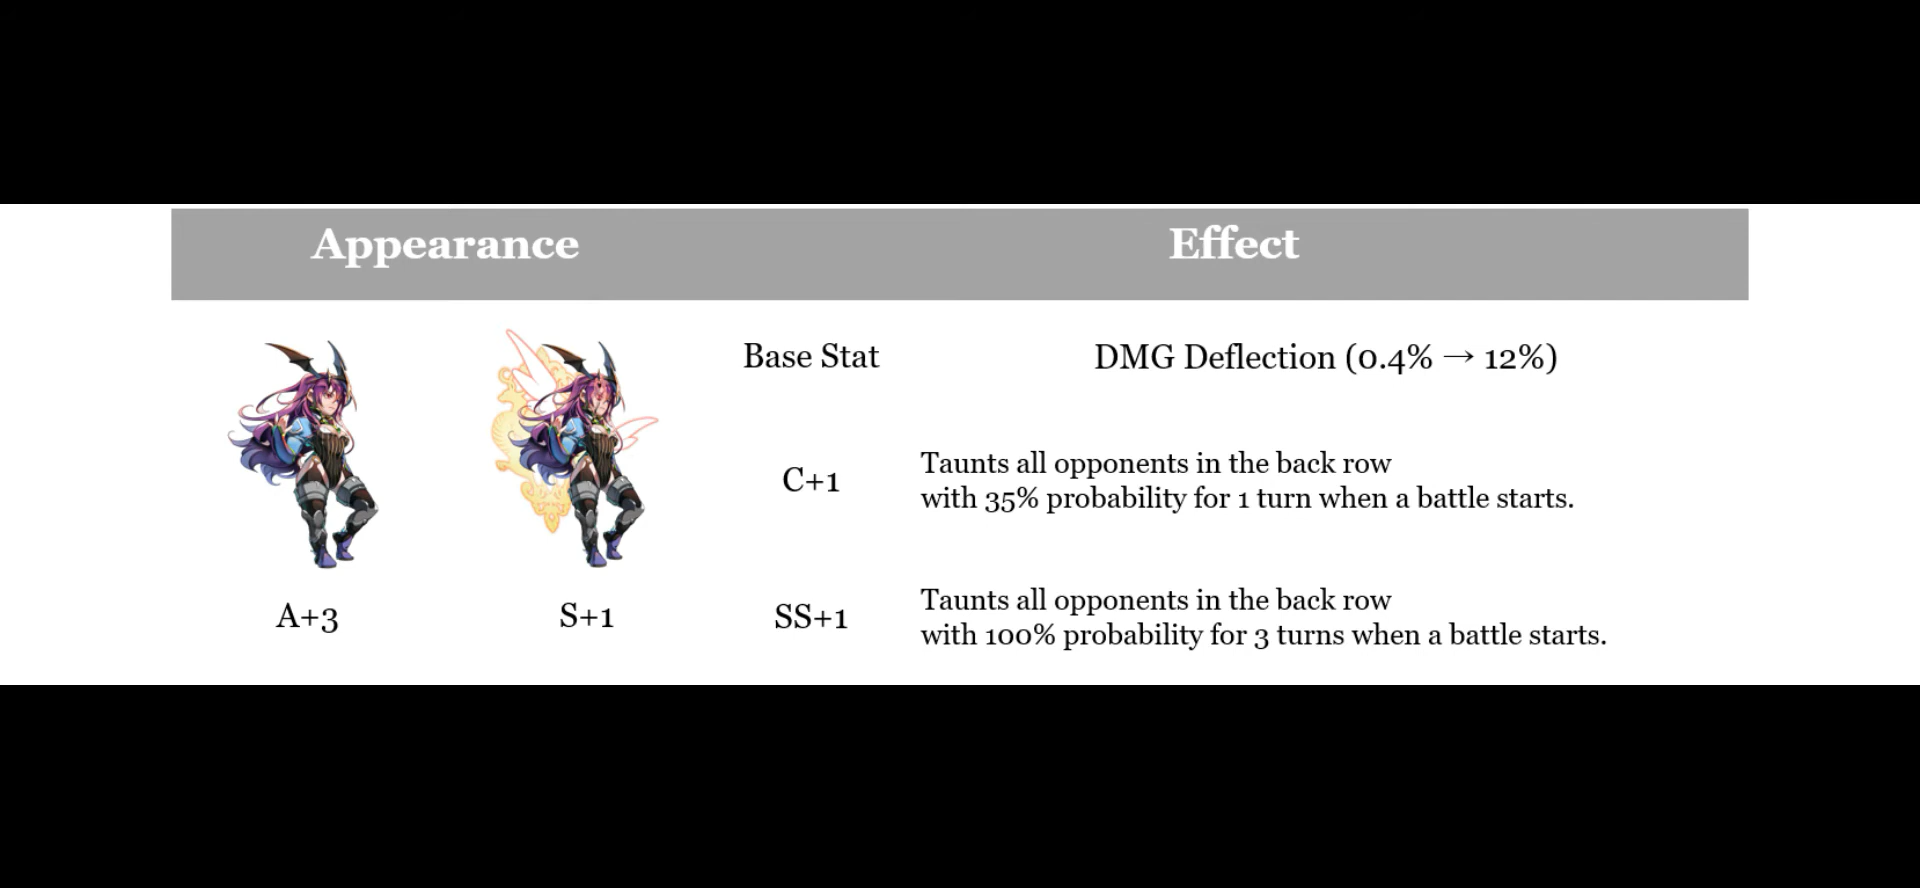 Appearance
Effect
Base Stat
DMG Deflection (0.4% → 12%)
C+1
Taunts all opponents in the back row
with 35% probability for 1 turn when a battle starts.
A+3
S+1
SS+1
Taunts all opponents in the back row
with 100% probability for 3 turns when a battle starts.